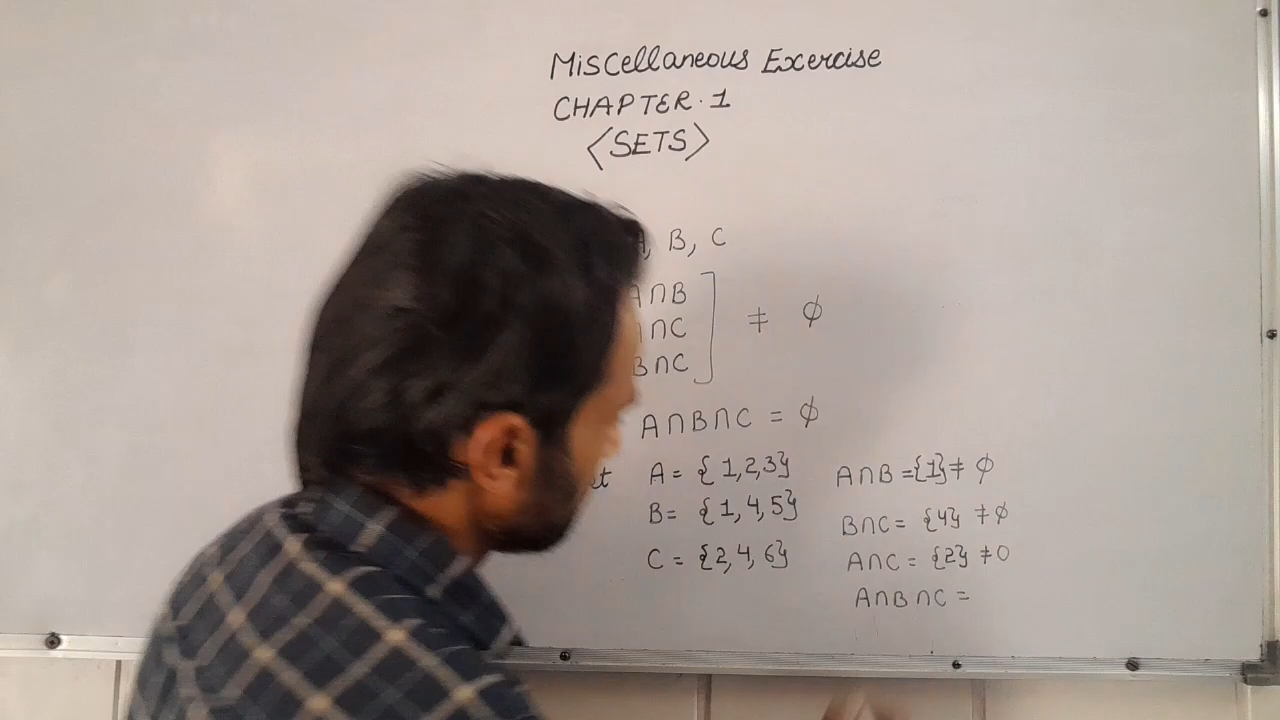 Miscellaneous Exercise
CHAPTER.1
<SETS>
A, B, C
A∩B
∩C ≠ ϕ
B∩C
A∩B∩C = ϕ
A = {1,2,3}
B = {1,4,5}
C = {2,4,6}
A∩B = {1} ≠ ϕ
B∩C = {4} ≠ ϕ
A∩C = {2} ≠ 0
A∩B∩C =